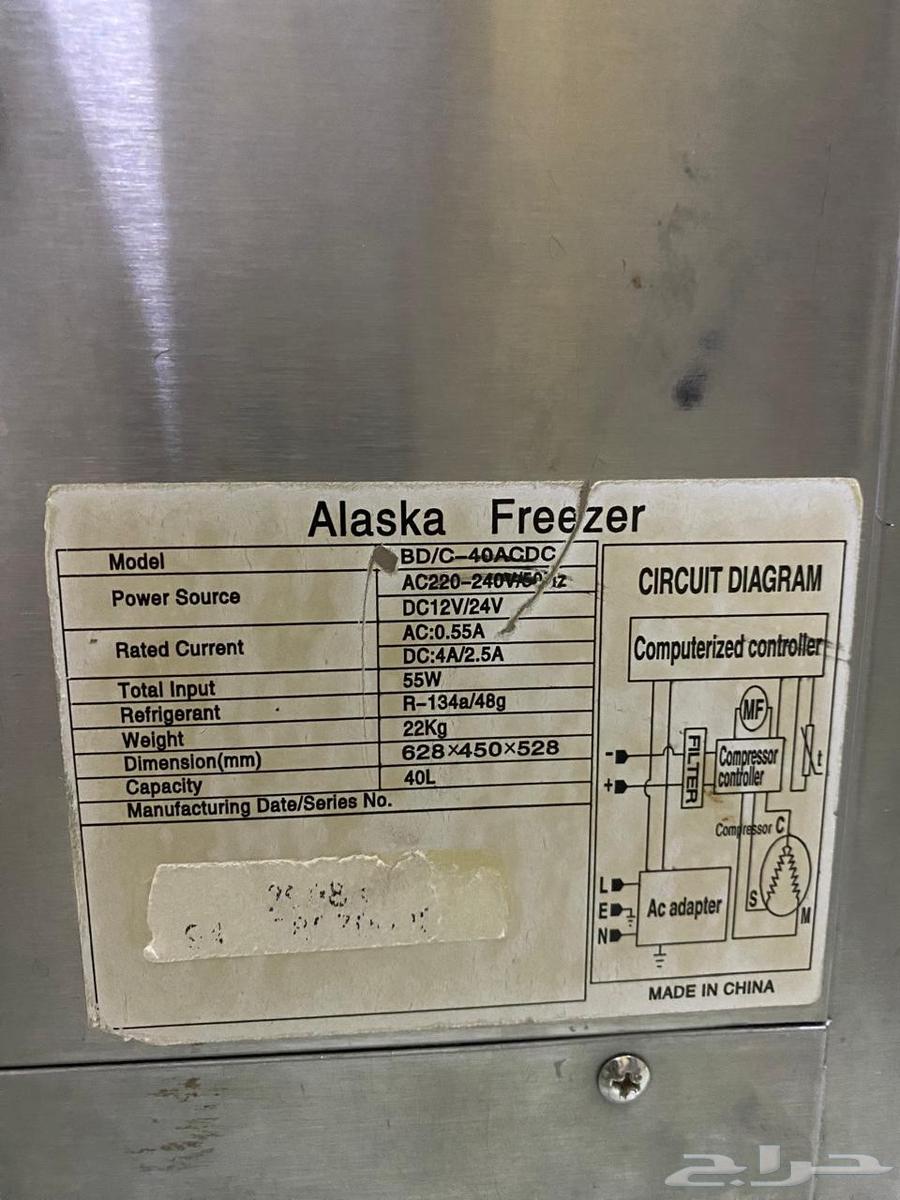 Alaska Freezer
Model BD/C-40ACDC
Power Source AC220-240V/50Hz
DC12V/24V
Rated Current AC:0.55A
DC:4A/2.5A
Total Input 55W
Refrigerant R-134a/48g
Weight 22Kg
Dimension(mm) 628×450×528
Capacity 40L
Manufacturing Date/Series No.
CIRCUIT DIAGRAM
Computerized controller
MF
- FILTER Compressor controller t
+
Compressor C
S M
L
E Ac adapter
N
MADE IN CHINA
حراج